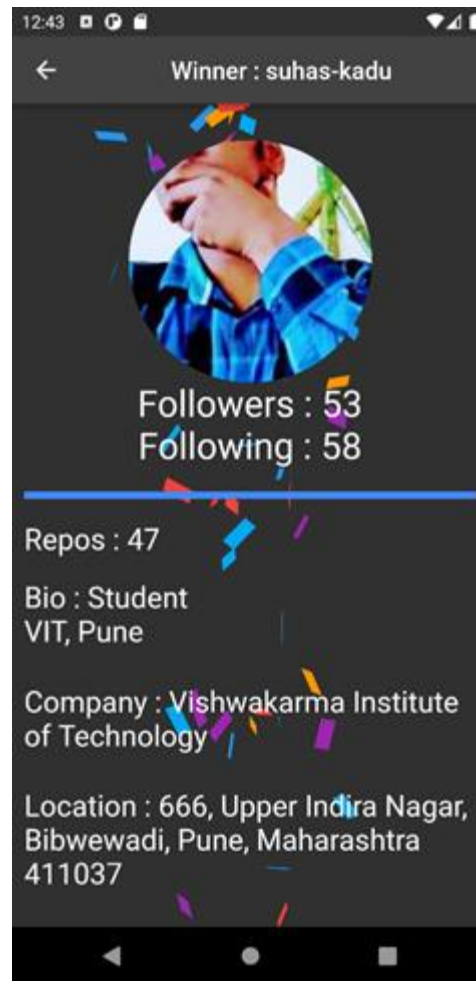 12:43
Winner : suhas-kadu
Followers : 53
Following : 58
Repos : 47
Bio : Student
VIT, Pune
Company : Vishwakarma Institute
of Technology
Location : 666, Upper Indira Nagar,
Bibwewadi, Pune, Maharashtra
411037